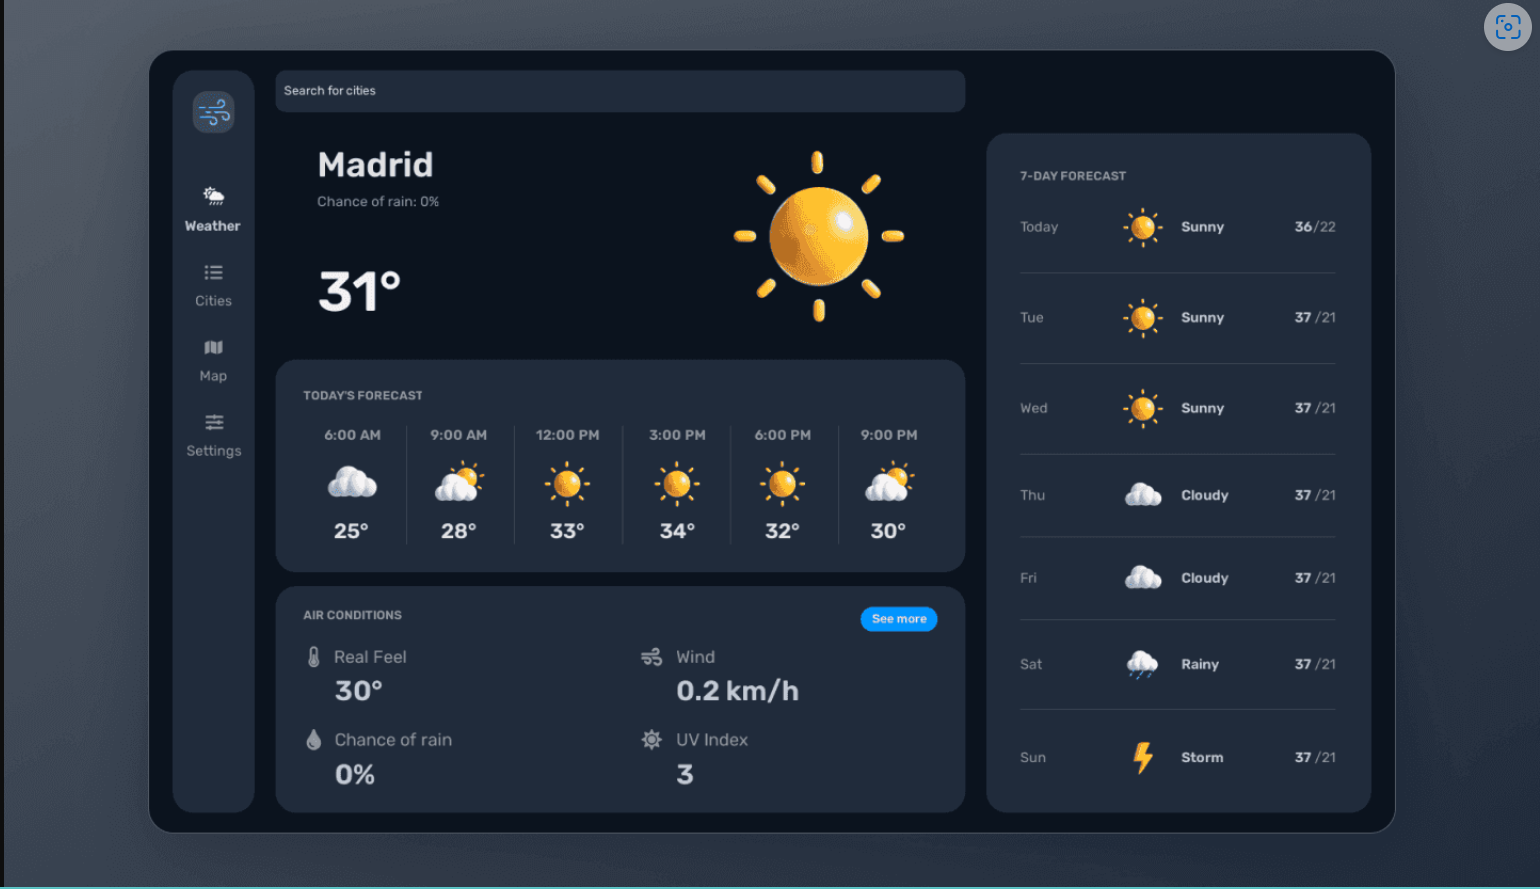 Search for cities
Weather
Cities
Map
Settings
Madrid
Chance of rain: 0%
31°
TODAY'S FORECAST
6:00 AM 9:00 AM 12:00 PM 3:00 PM 6:00 PM 9:00 PM
25° 28° 33° 34° 32° 30°
AIR CONDITIONS
See more
Real Feel
30°
Wind
0.2 km/h
Chance of rain
0%
UV Index
3
7-DAY FORECAST
Today Sunny 36/22
Tue Sunny 37 /21
Wed Sunny 37 /21
Thu Cloudy 37 /21
Fri Cloudy 37 /21
Sat Rainy 37 /21
Sun Storm 37 /21